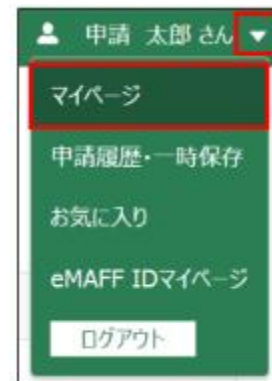 申請 太郎 さん ▼
マイページ
申請履歴・一時保存
お気に入り
eMAFF IDマイページ
ログアウト